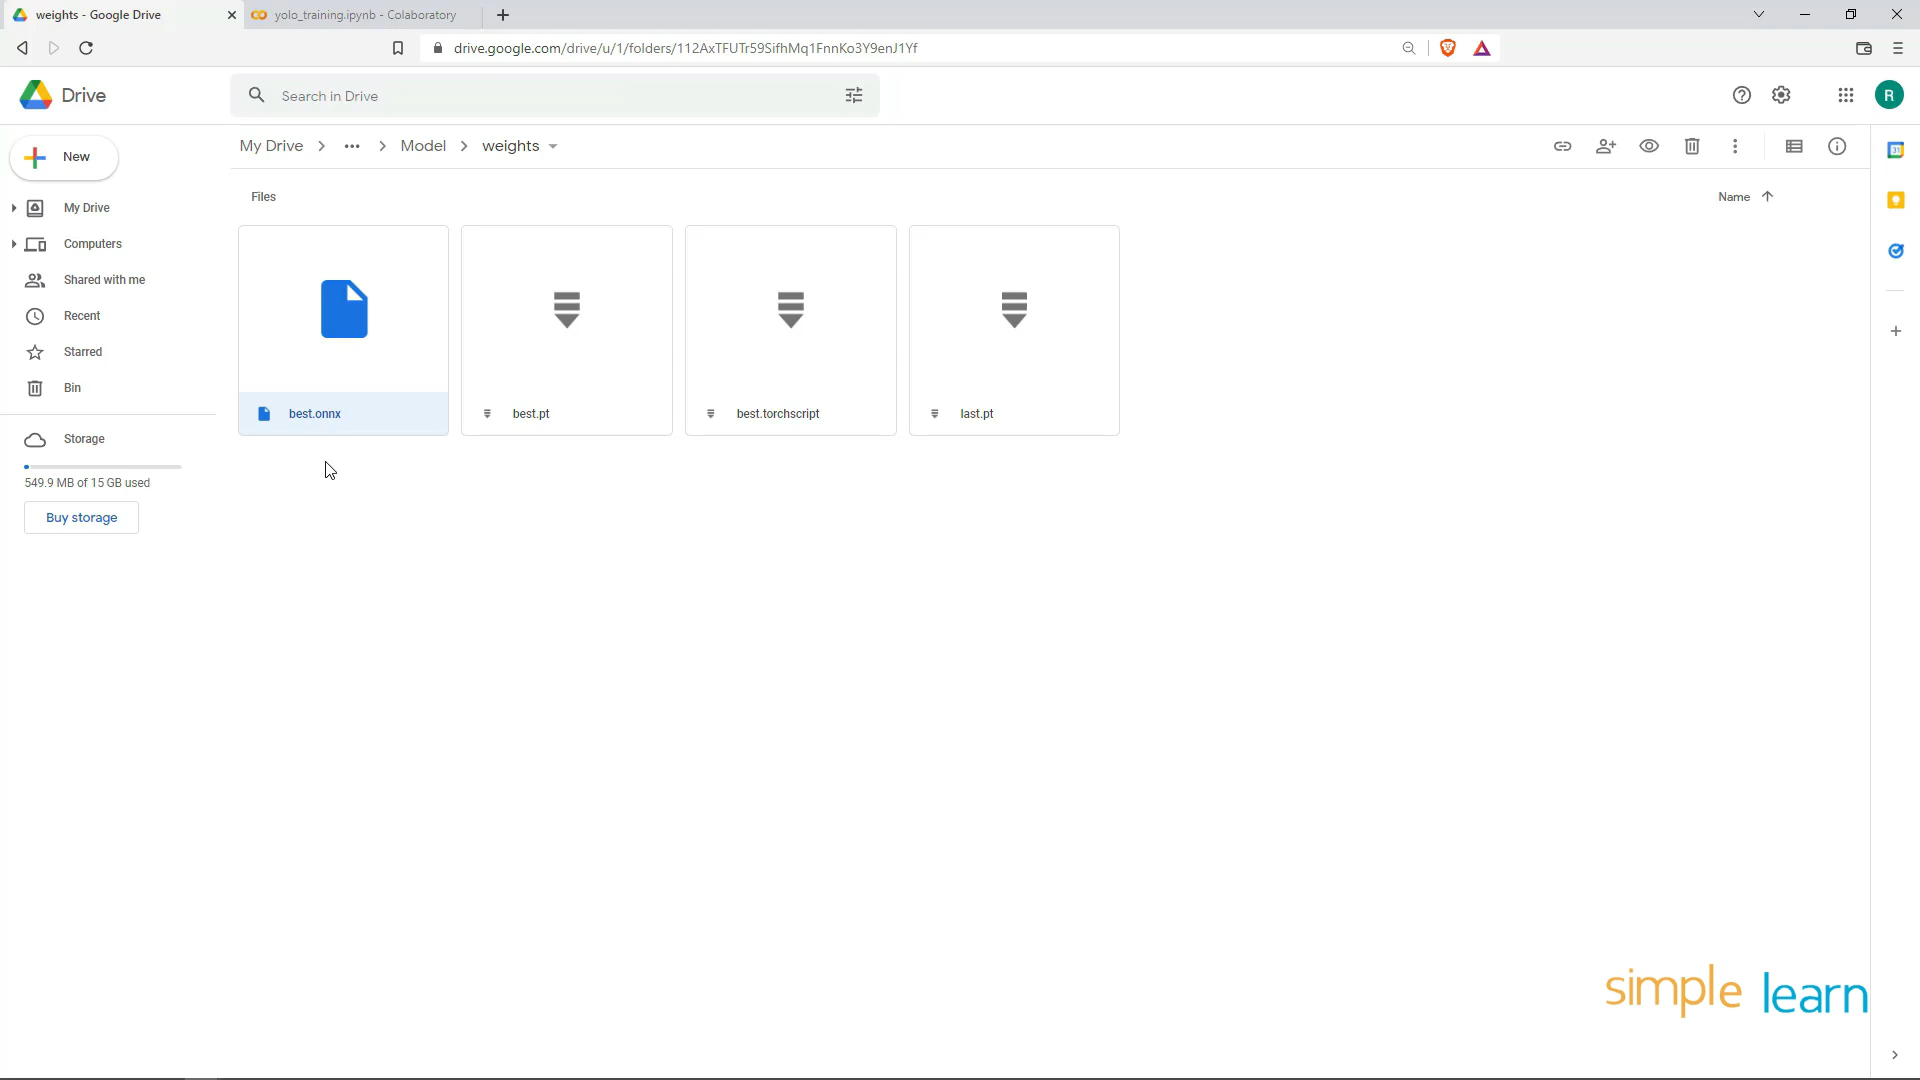 weights - Google Drive
yolo_training.ipynb - Colaboratory
drive.google.com/drive/u/1/folders/112AxTFUTr59SifhMq1FnnKo3Y9enJ1Yf
Drive
Search in Drive
R
New
My Drive
Computers
Shared with me
Recent
Starred
Bin
Storage
549.9 MB of 15 GB used
Buy storage
My Drive
Model
weights
Files
Name
best.onnx
best.pt
best.torchscript
last.pt
31
simple learn